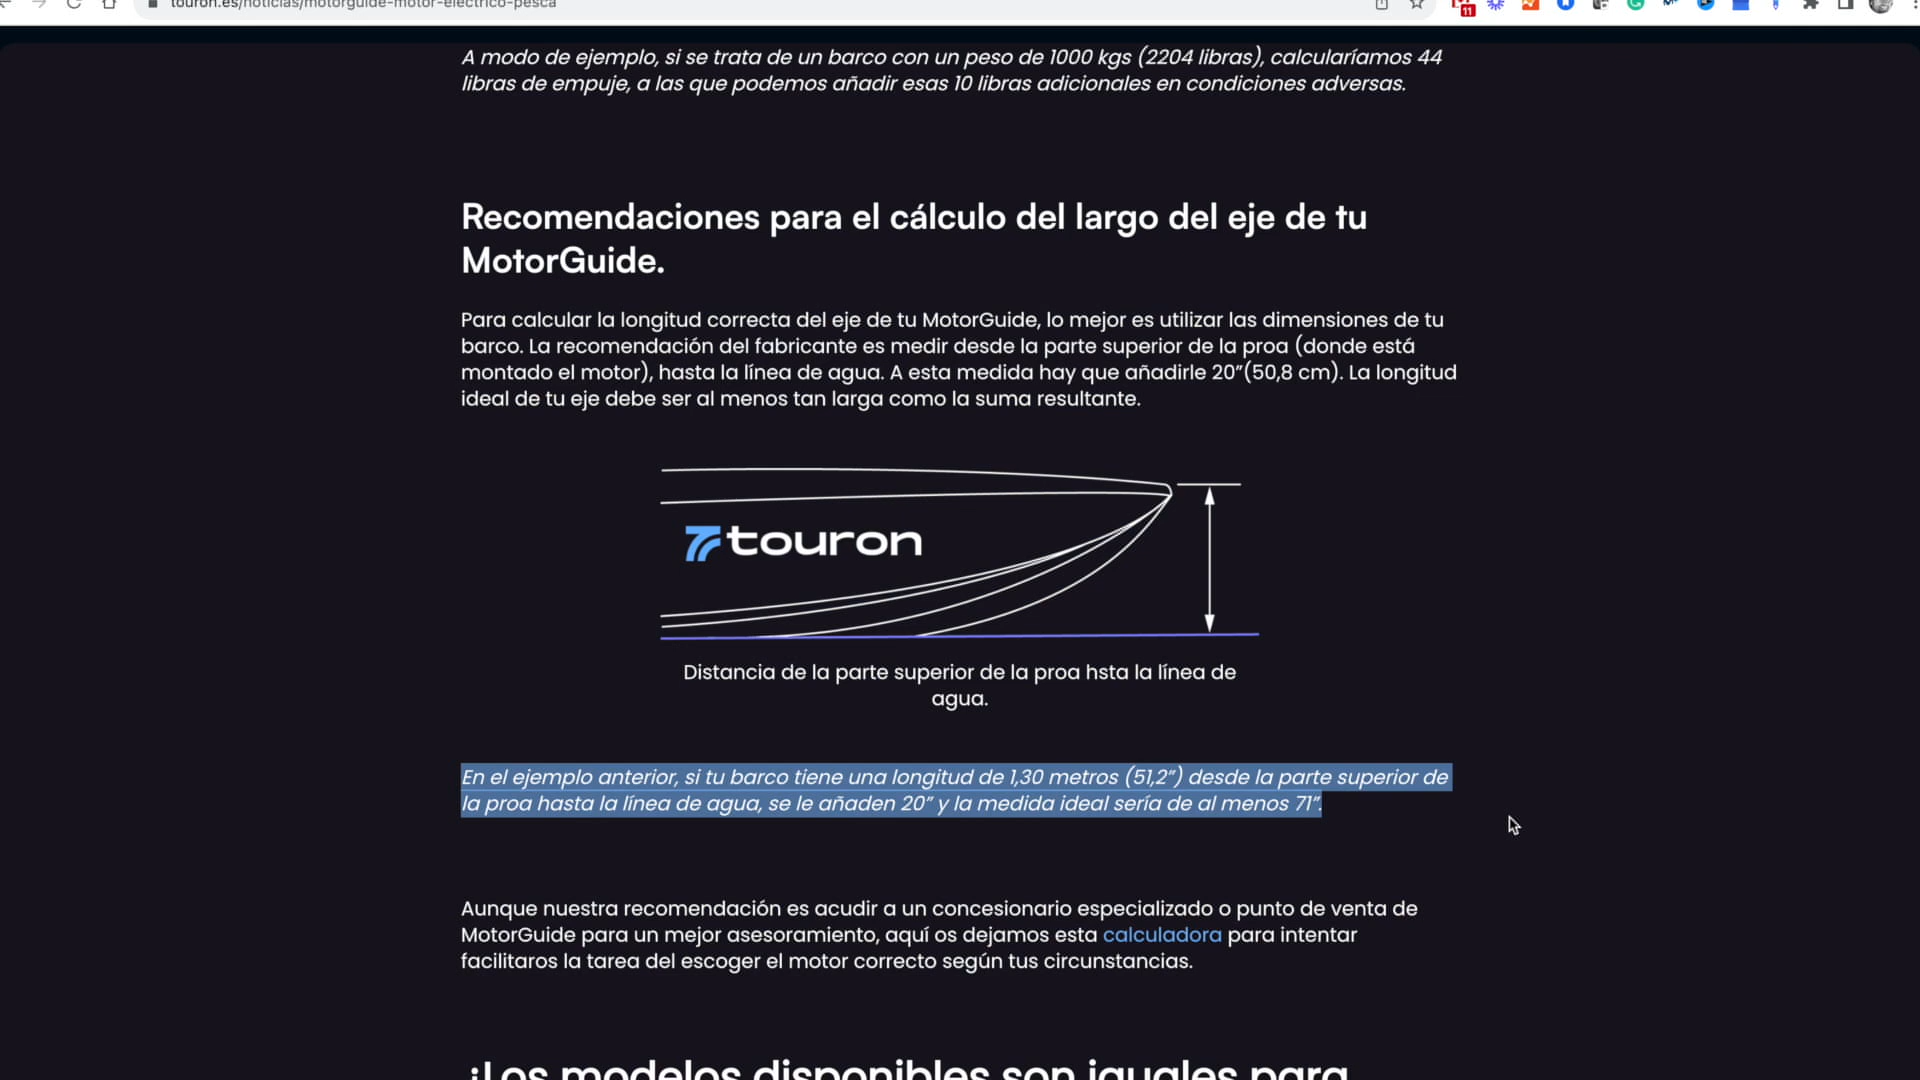 touron.es/noticias/motorguide-motor-electrico-pesca
11
A modo de ejemplo, si se trata de un barco con un peso de 1000 kgs (2204 libras), calcularíamos 44
libras de empuje, a las que podemos añadir esas 10 libras adicionales en condiciones adversas.
Recomendaciones para el cálculo del largo del eje de tu
MotorGuide.
Para calcular la longitud correcta del eje de tu MotorGuide, lo mejor es utilizar las dimensiones de tu
barco. La recomendación del fabricante es medir desde la parte superior de la proa (donde está
montado el motor), hasta la línea de agua. A esta medida hay que añadirle 20”(50,8 cm). La longitud
ideal de tu eje debe ser al menos tan larga como la suma resultante.
touron
Distancia de la parte superior de la proa hsta la línea de
agua.
En el ejemplo anterior, si tu barco tiene una longitud de 1,30 metros (51,2”) desde la parte superior de
la proa hasta la línea de agua, se le añaden 20” y la medida ideal sería de al menos 71”.
Aunque nuestra recomendación es acudir a un concesionario especializado o punto de venta de
MotorGuide para un mejor asesoramiento, aquí os dejamos esta calculadora para intentar
facilitaros la tarea del escoger el motor correcto según tus circunstancias.
¿Los modelos disponibles son iguales para